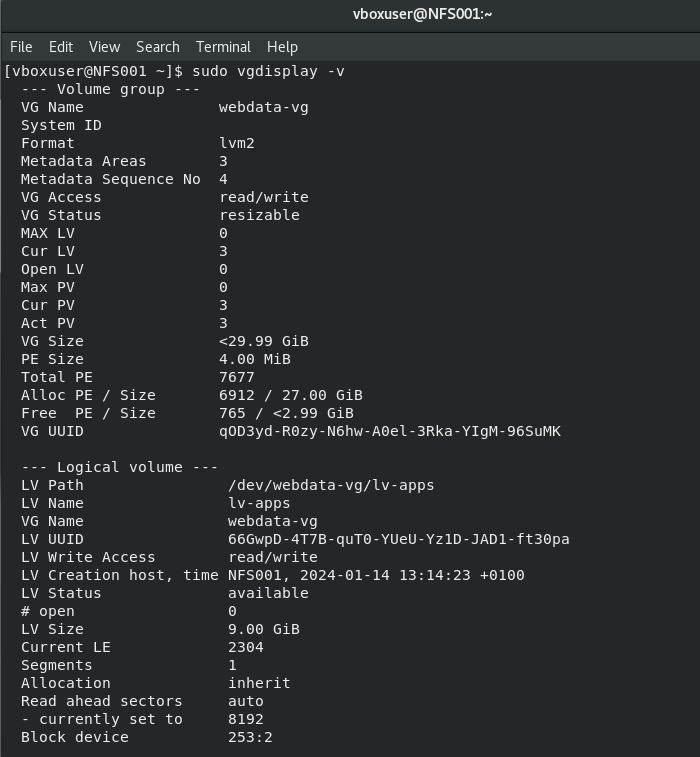 vboxuser@NFS001:~
File Edit View Search Terminal Help
[vboxuser@NFS001 ~]$ sudo vgdisplay -v
--- Volume group ---
VG Name webdata-vg
System ID
Format lvm2
Metadata Areas 3
Metadata Sequence No 4
VG Access read/write
VG Status resizable
MAX LV 0
Cur LV 3
Open LV 0
Max PV 0
Cur PV 3
Act PV 3
VG Size <29.99 GiB
PE Size 4.00 MiB
Total PE 7677
Alloc PE / Size 6912 / 27.00 GiB
Free  PE / Size 765 / <2.99 GiB
VG UUID qOD3yd-R0zy-N6hw-A0el-3Rka-YIgM-96SuMK
--- Logical volume ---
LV Path /dev/webdata-vg/lv-apps
LV Name lv-apps
VG Name webdata-vg
LV UUID 66GwpD-4T7B-quT0-YUeU-Yz1D-JAD1-ft30pa
LV Write Access read/write
LV Creation host, time NFS001, 2024-01-14 13:14:23 +0100
LV Status available
# open 0
LV Size 9.00 GiB
Current LE 2304
Segments 1
Allocation inherit
Read ahead sectors auto
- currently set to 8192
Block device 253:2